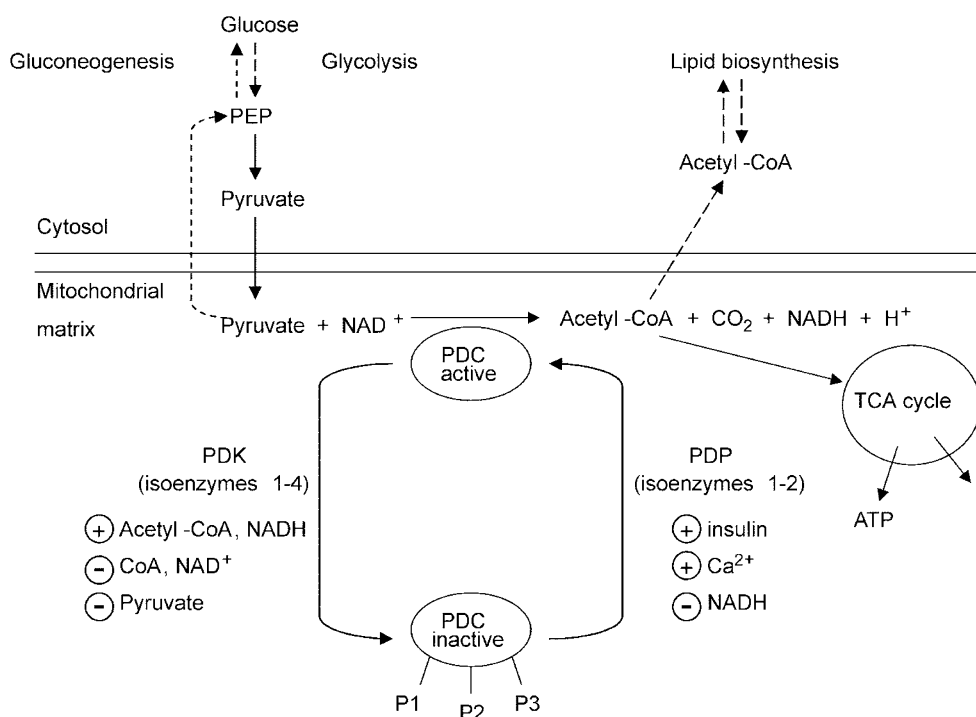 Glucose
Gluconeogenesis
Glycolysis
Lipid biosynthesis
PEP
Acetyl -CoA
Pyruvate
Cytosol
Mitochondrial
matrix
Pyruvate + NAD+
Acetyl -CoA + CO2 + NADH + H+
PDC
active
TCA cycle
PDK
(isoenzymes 1-4)
PDP
(isoenzymes 1-2)
ATP
+ Acetyl -CoA, NADH
- CoA, NAD+
- Pyruvate
+ insulin
+ Ca2+
- NADH
PDC
inactive
P1 P2 P3